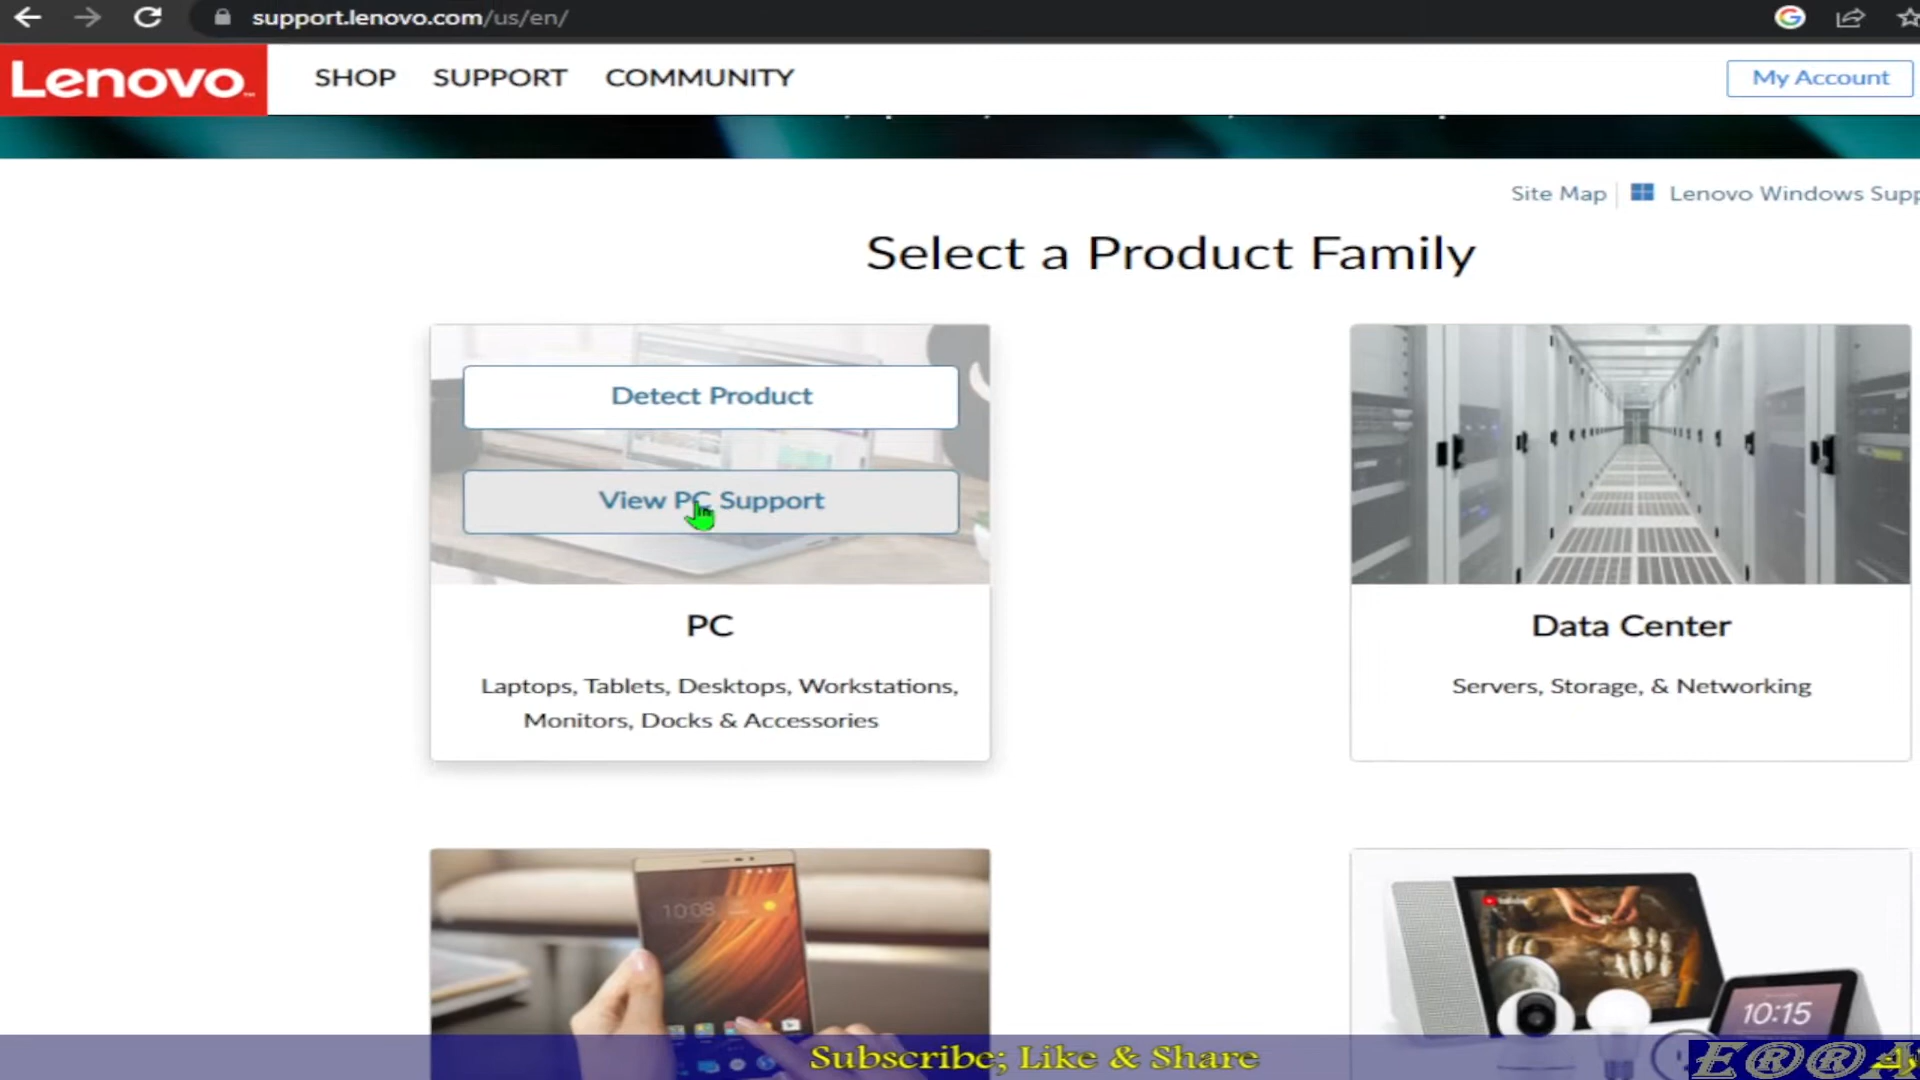 support.lenovo.com/us/en/
Lenovo
SHOP SUPPORT COMMUNITY
My Account
Site Map
Lenovo Windows Supp
Select a Product Family
Detect Product
View PC Support
PC
Laptops, Tablets, Desktops, Workstations,
Monitors, Docks & Accessories
Data Center
Servers, Storage, & Networking
10:08
10:15
Subscribe; Like & Share